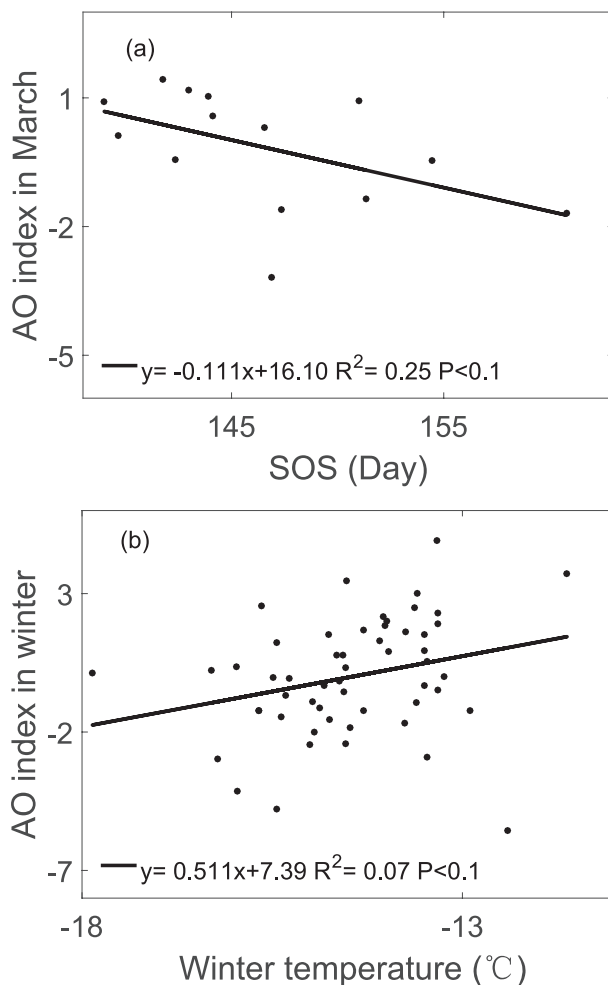 (a)
AO index in March
1
-2
-5
y= -0.111x+16.10 R²= 0.25 P<0.1
145 155
SOS (Day)
(b)
AO index in winter
3
-2
-7
y= 0.511x+7.39 R²= 0.07 P<0.1
-18 -13
Winter temperature (℃)